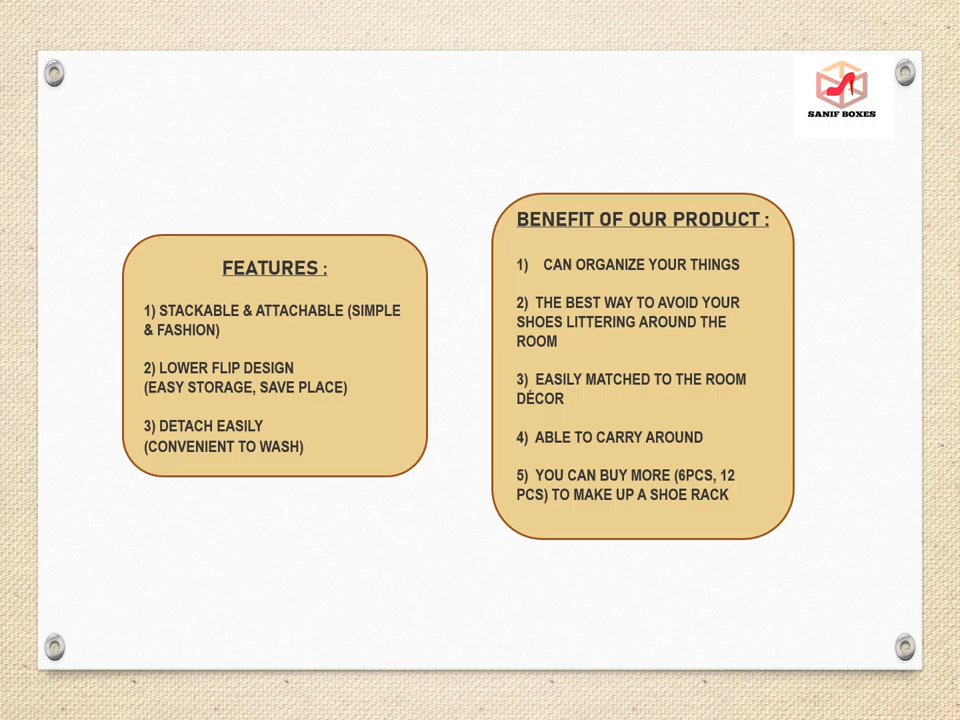 SANIF BOXES
FEATURES :
1) STACKABLE & ATTACHABLE (SIMPLE
& FASHION)
2) LOWER FLIP DESIGN
(EASY STORAGE, SAVE PLACE)
3) DETACH EASILY
(CONVENIENT TO WASH)
BENEFIT OF OUR PRODUCT :
1) CAN ORGANIZE YOUR THINGS
2) THE BEST WAY TO AVOID YOUR
SHOES LITTERING AROUND THE
ROOM
3) EASILY MATCHED TO THE ROOM
DÉCOR
4) ABLE TO CARRY AROUND
5) YOU CAN BUY MORE (6PCS, 12
PCS) TO MAKE UP A SHOE RACK